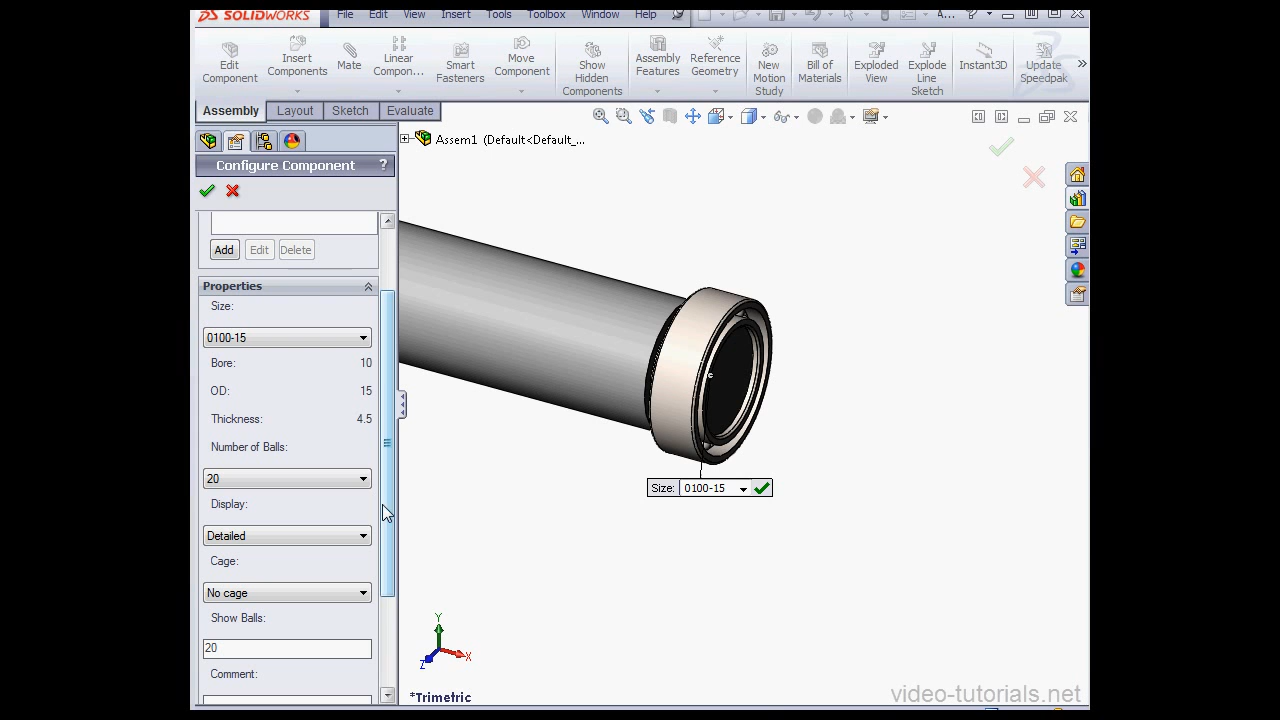 SOLIDWORKS File Edit View Insert Tools Toolbox Window Help A... ?
Edit Component
Insert Components
Mate
Linear Compon...
Smart Fasteners
Move Component
Show Hidden Components
Assembly Features
Reference Geometry
New Motion Study
Bill of Materials
Exploded View
Explode Line Sketch
Instant3D
Update Speedpak
»
Assembly Layout Sketch Evaluate
Assem1 (Default<Default_...
Configure Component ?
Add Edit Delete
Properties
Size:
0100-15
Bore: 10
OD: 15
Thickness: 4.5
Number of Balls:
20
Display:
Detailed
Cage:
No cage
Show Balls:
20
Comment:
Size: 0100-15
Y
X
Z
*Trimetric
video-tutorials.net